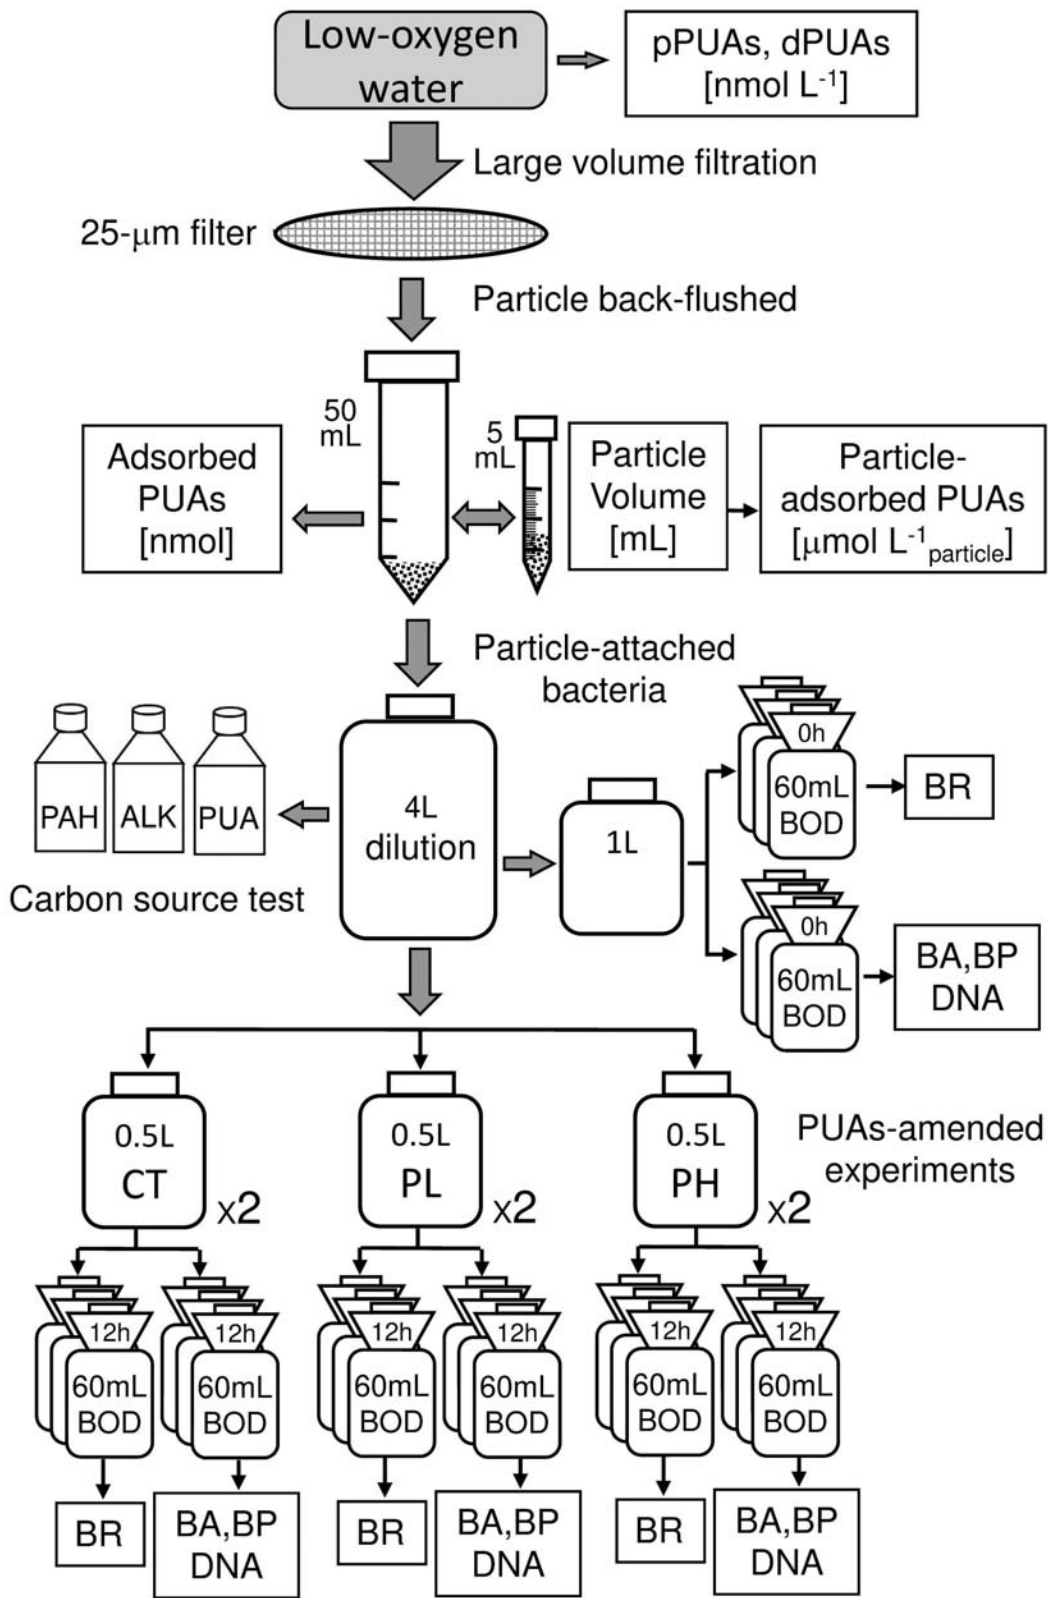 Low-oxygen
water
pPUAs, dPUAs
[nmol L-1]
Large volume filtration
25-μm filter
Particle back-flushed
50
mL
5
mL
Adsorbed
PUAs
[nmol]
Particle
Volume
[mL]
Particle-
adsorbed PUAs
[μmol L-1particle]
Particle-attached
bacteria
PAH
ALK
PUA
Carbon source test
4L
dilution
1L
0h
60mL
BOD
BR
0h
60mL
BOD
BA,BP
DNA
0.5L
CT
x2
0.5L
PL
x2
0.5L
PH
x2
PUAs-amended
experiments
12h
60mL
BOD
12h
60mL
BOD
12h
60mL
BOD
12h
60mL
BOD
12h
60mL
BOD
12h
60mL
BOD
BR
BA,BP
DNA
BR
BA,BP
DNA
BR
BA,BP
DNA